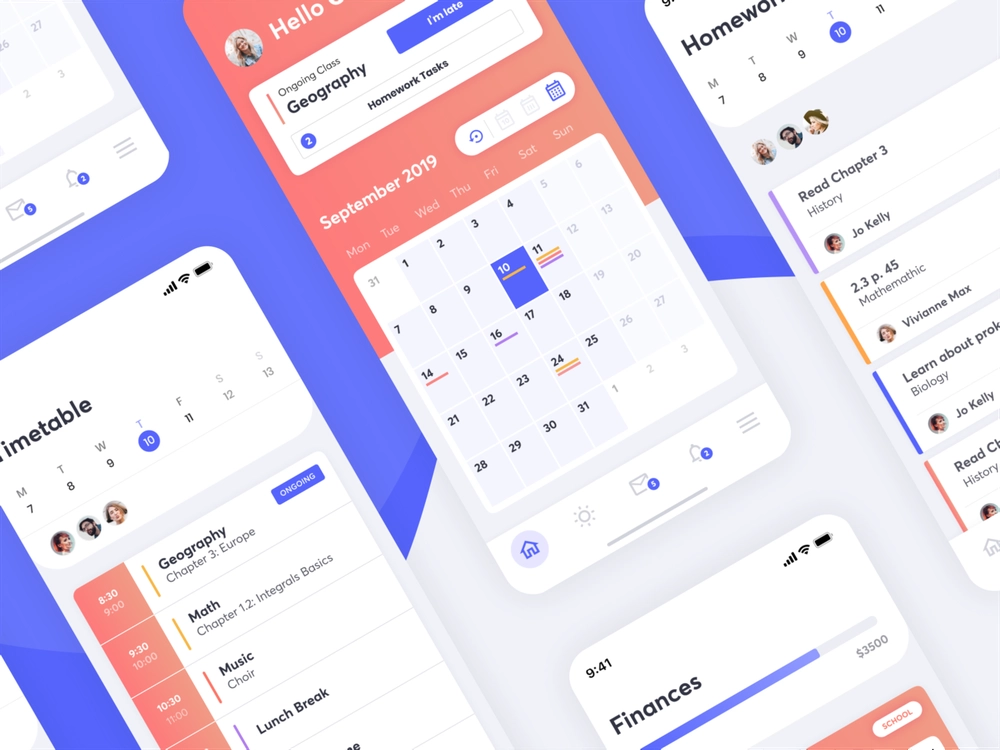 26
27
2
3
5
2
Hello
I'm late
Ongoing Class
Geography
2
Homework Tasks
September 2019
Mon Tue Wed Thu Fri Sat Sun
31 1 2 3 4 5 6
7 8 9 10 11 12 13
14 15 16 17 18 19 20
21 22 23 24 25 26 27
28 29 30 31 1 2 3
5
2
Homework
M T W T
7 8 9 10 11
Read Chapter 3
History
Jo Kelly
2.3 p. 45
Mathemathic
Vivianne Max
Learn about
Biology
Jo Kelly
Read
History
Timetable
M T W T F S S
7 8 9 10 11 12 13
ONGOING
8:30
9:00
Geography
Chapter 3: Europe
9:30
10:00
Math
Chapter 1.2: Integrals Basics
10:30
11:00
Music
Choir
Lunch Break
9:41
Finances
$3500
SCHOOL